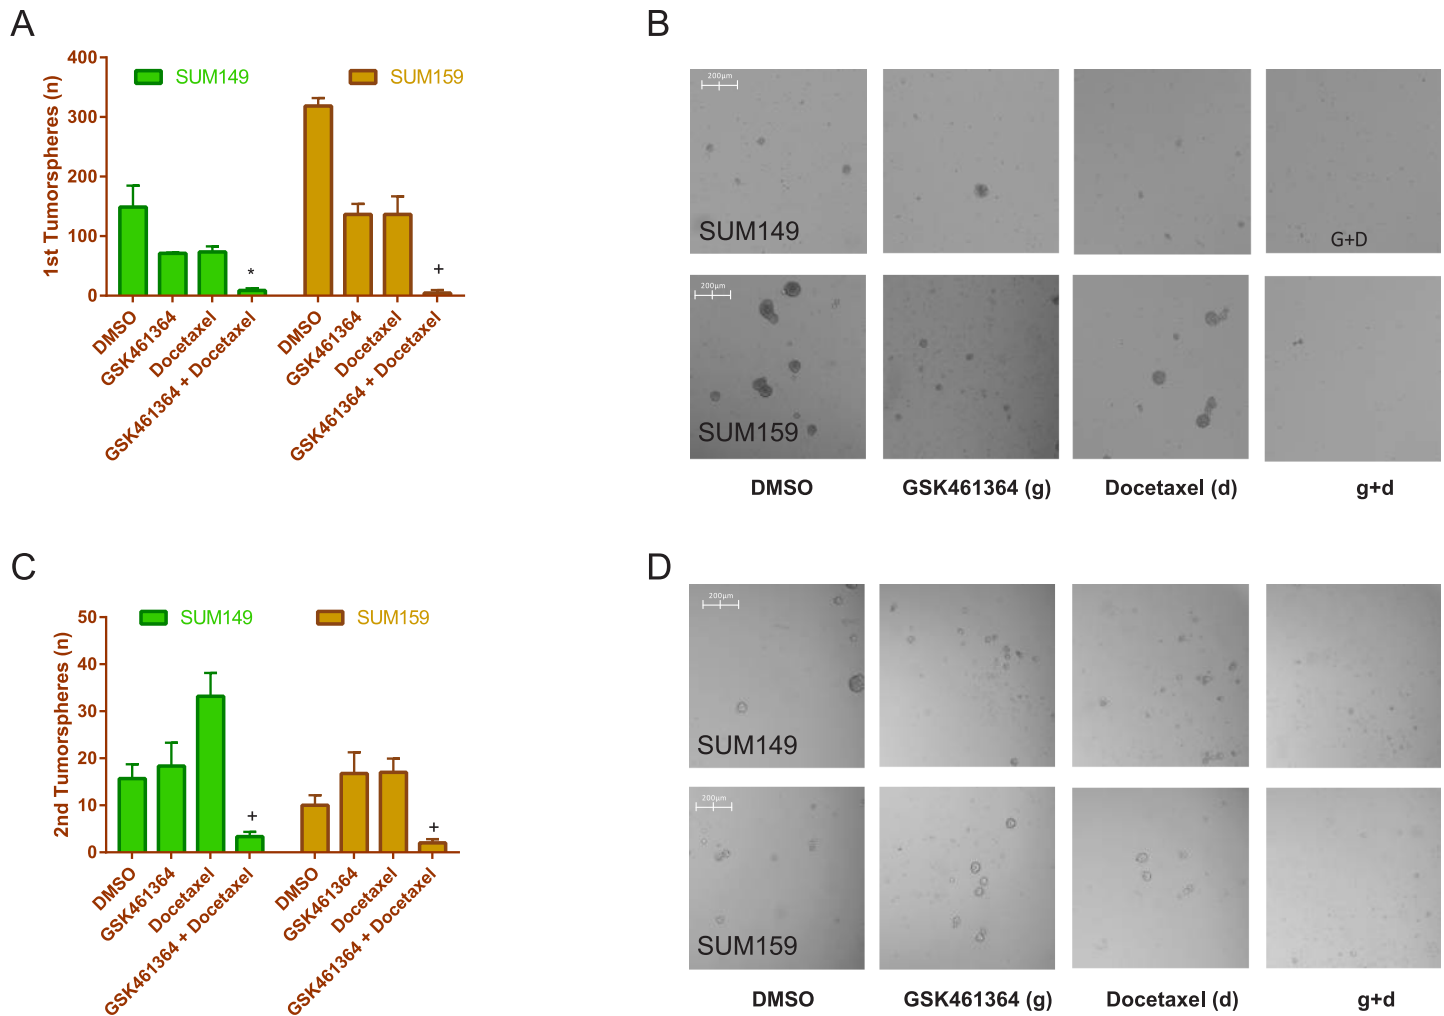 A
400
300
200
100
0
1st Tumorspheres (n)
SUM149
SUM159
*
+
DMSO
GSK461364
Docetaxel
GSK461364 + Docetaxel
DMSO
GSK461364
Docetaxel
GSK461364 + Docetaxel
B
200μm
SUM149
G+D
200μm
SUM159
DMSO
GSK461364 (g)
Docetaxel (d)
g+d
C
50
40
30
20
10
0
2nd Tumorspheres (n)
SUM149
SUM159
+
+
DMSO
GSK461364
Docetaxel
GSK461364 + Docetaxel
DMSO
GSK461364
Docetaxel
GSK461364 + Docetaxel
D
200μm
SUM149
200μm
SUM159
DMSO
GSK461364 (g)
Docetaxel (d)
g+d